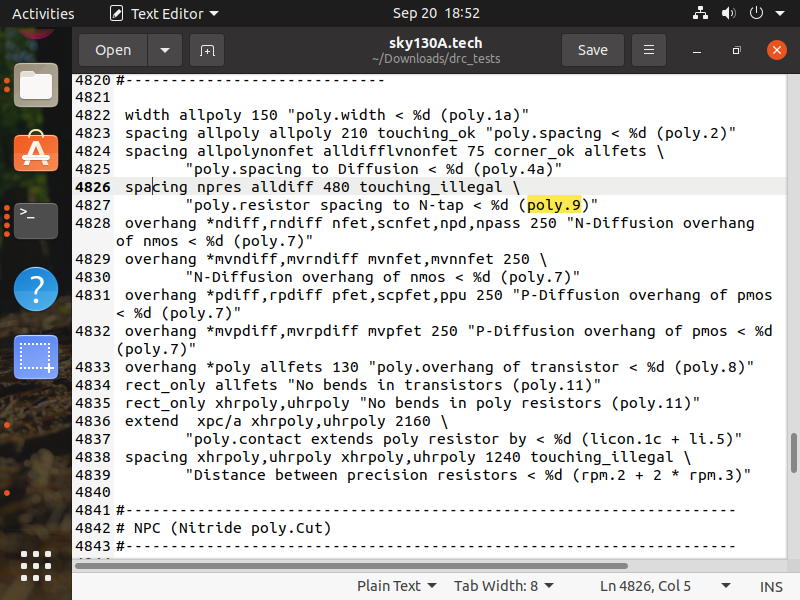 Activities
Text Editor
Sep 20 18:52
Open
sky130A.tech
~/Downloads/drc_tests
Save
4820 #-----------------------------
4821
4822  width allpoly 150 "poly.width < %d (poly.1a)"
4823  spacing allpoly allpoly 210 touching_ok "poly.spacing < %d (poly.2)"
4824  spacing allpolynonfet alldifflvnonfet 75 corner_ok allfets \
4825         "poly.spacing to Diffusion < %d (poly.4a)"
4826  spacing npres alldiff 480 touching_illegal \
4827         "poly.resistor spacing to N-tap < %d (poly.9)"
4828  overhang *ndiff,rndiff nfet,scnfet,npd,npass 250 "N-Diffusion overhang
of nmos < %d (poly.7)"
4829  overhang *mvndiff,mvrndiff mvnfet,mvnnfet 250 \
4830         "N-Diffusion overhang of nmos < %d (poly.7)"
4831  overhang *pdiff,rpdiff pfet,scpfet,ppu 250 "P-Diffusion overhang of pmos
< %d (poly.7)"
4832  overhang *mvpdiff,mvrpdiff mvpfet 250 "P-Diffusion overhang of pmos < %d
(poly.7)"
4833  overhang *poly allfets 130 "poly.overhang of transistor < %d (poly.8)"
4834  rect_only allfets "No bends in transistors (poly.11)"
4835  rect_only xhrpoly,uhrpoly "No bends in poly resistors (poly.11)"
4836  extend  xpc/a xhrpoly,uhrpoly 2160 \
4837         "poly.contact extends poly resistor by < %d (licon.1c + li.5)"
4838  spacing xhrpoly,uhrpoly xhrpoly,uhrpoly 1240 touching_illegal \
4839         "Distance between precision resistors < %d (rpm.2 + 2 * rpm.3)"
4840
4841 #--------------------------------------------------------------------
4842 # NPC (Nitride poly.Cut)
4843 #--------------------------------------------------------------------
Plain Text
Tab Width: 8
Ln 4826, Col 5
INS